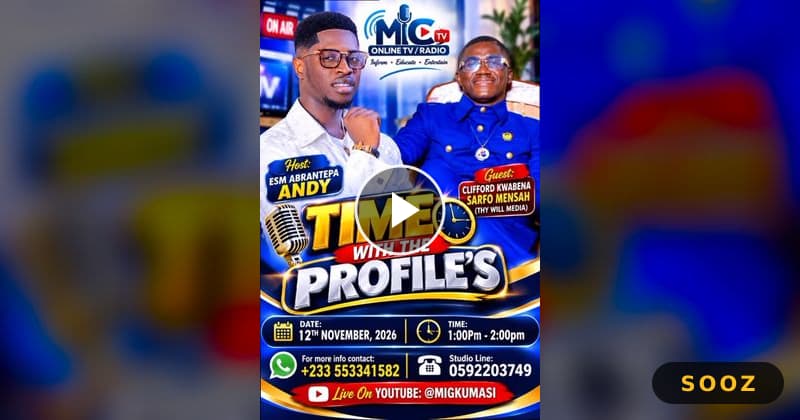 ON AIR
MIG TV
ONLINE TV / RADIO
Inform • Educate • Entertain
Host:
ESM ABRANTEPA
ANDY
Guest:
CLIFFORD KWABENA
SARFO MENSAH
(THY WILL MEDIA)
TIME
WITH THE
PROFILE'S
DATE:
12TH NOVEMBER, 2026
TIME:
1:00Pm - 2:00pm
For more info contact:
+233 553341582
Studio Line:
0592203749
Live On YOUTUBE: @MIGKUMASI
SOOZ